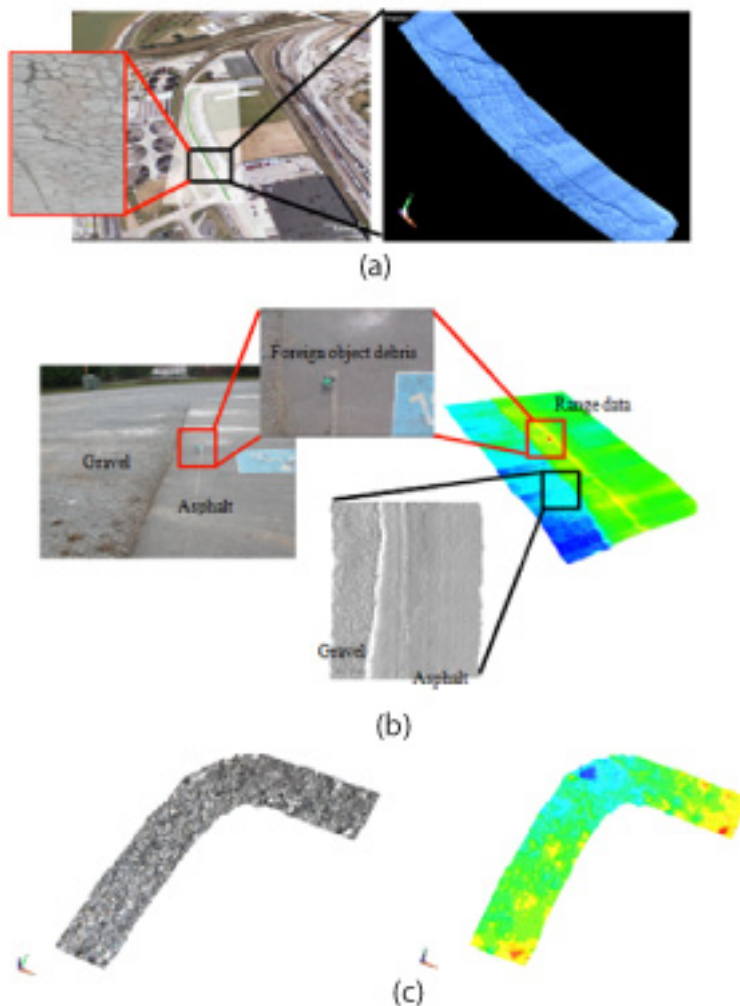 (a)
Foreign object debris
Range data
Gravel
Asphalt
Gravel
Asphalt
(b)
(c)